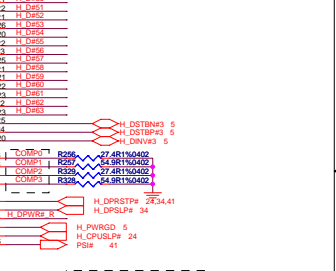 H_D#51
H_D#52
H_D#53
H_D#54
H_D#55
H_D#56
H_D#57
H_D#58
H_D#59
H_D#60
H_D#61
H_D#62
H_D#63
H_DSTBN#3 5
H_DSTBP#3 5
H_DINV#3 5
COMP0 R256 27.4R1%0402
COMP1 R257 54.9R1%0402
COMP2 R329 27.4R1%0402
COMP3 R328 54.9R1%0402
H_DPRSTP# 24,34,41
H_DPSLP# 34
H_DPWR#_R
H_PWRGD 5
H_CPUSLP# 24
PSI# 41